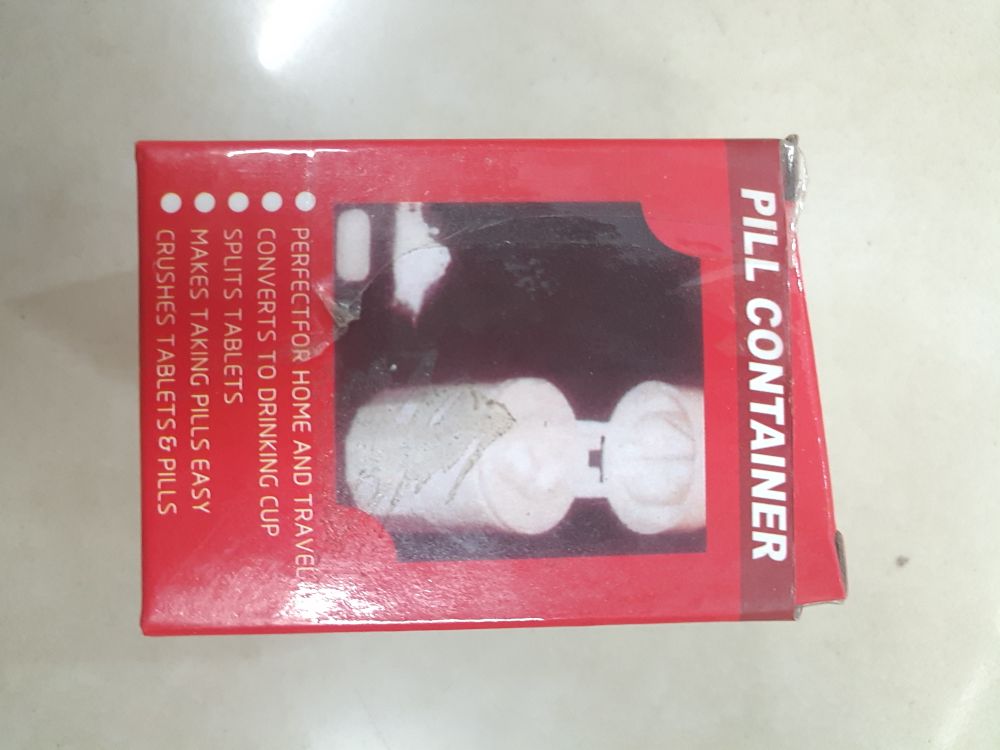 PILL CONTAINER
PERFECTFOR HOME AND TRAVEL
CONVERTS TO DRINKING CUP
SPLITS TABLETS
MAKES TAKING PILLS EASY
CRUSHES TABLETS & PILLS